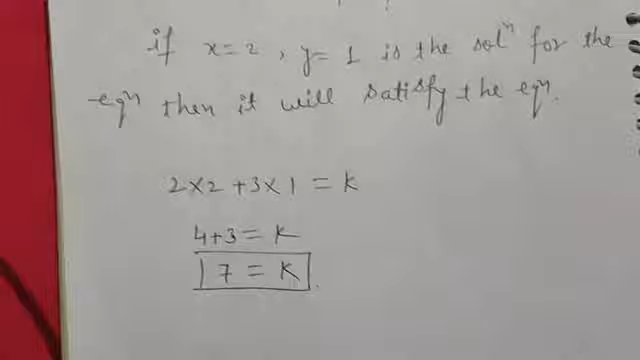 if x=2, y=1 is the solⁿ for the
eqⁿ then it will satisfy the eqⁿ.
2×2+3×1 = K
4+3 = K
7 = K